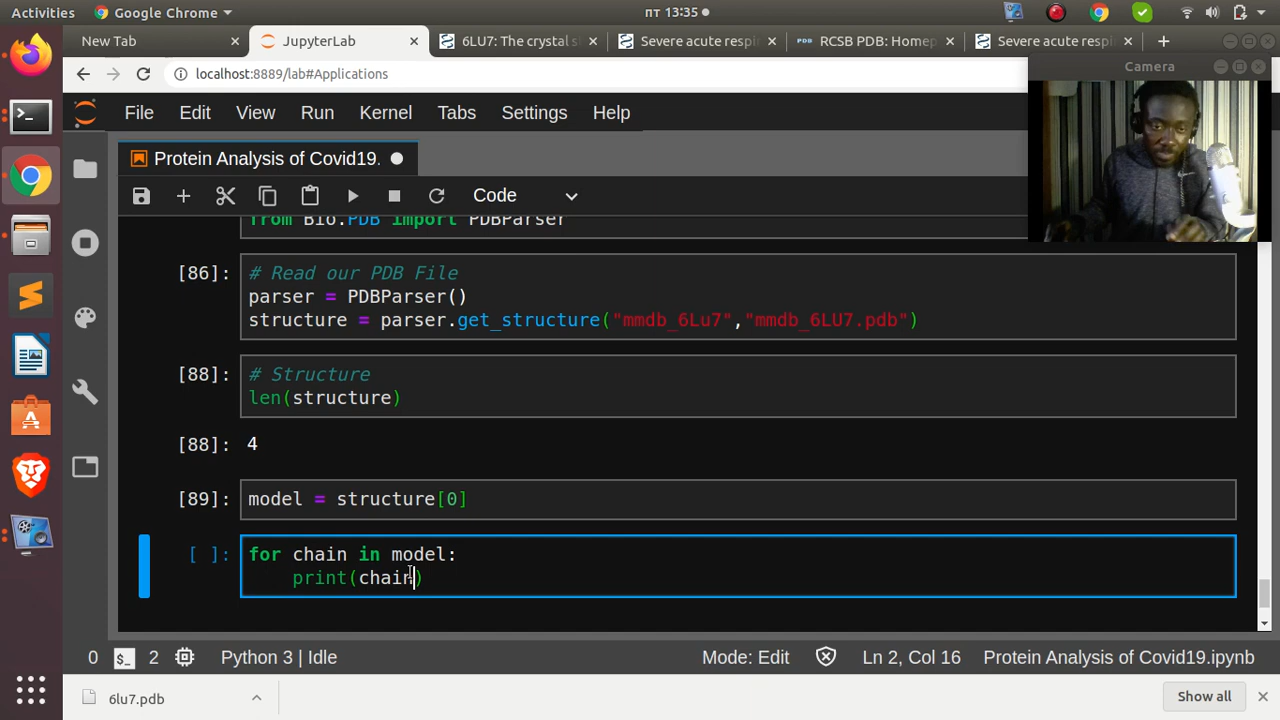 Activities
Google Chrome
пт 13:35
New Tab
JupyterLab
6LU7: The crystal s
Severe acute respi
RCSB PDB: Homep
Severe acute respi
localhost:8889/lab#Applications
Camera
File Edit View Run Kernel Tabs Settings Help
Protein Analysis of Covid19.
Code
from Bio.PDB import PDBParser
[86]:
# Read our PDB File
parser = PDBParser()
structure = parser.get_structure("mmdb_6Lu7","mmdb_6LU7.pdb")
[88]:
# Structure
len(structure)
[88]: 4
[89]: model = structure[0]
[ ]: for chain in model:
print(chain)
0 $_ 2 Python 3 | Idle Mode: Edit Ln 2, Col 16 Protein Analysis of Covid19.ipynb
6lu7.pdb
Show all